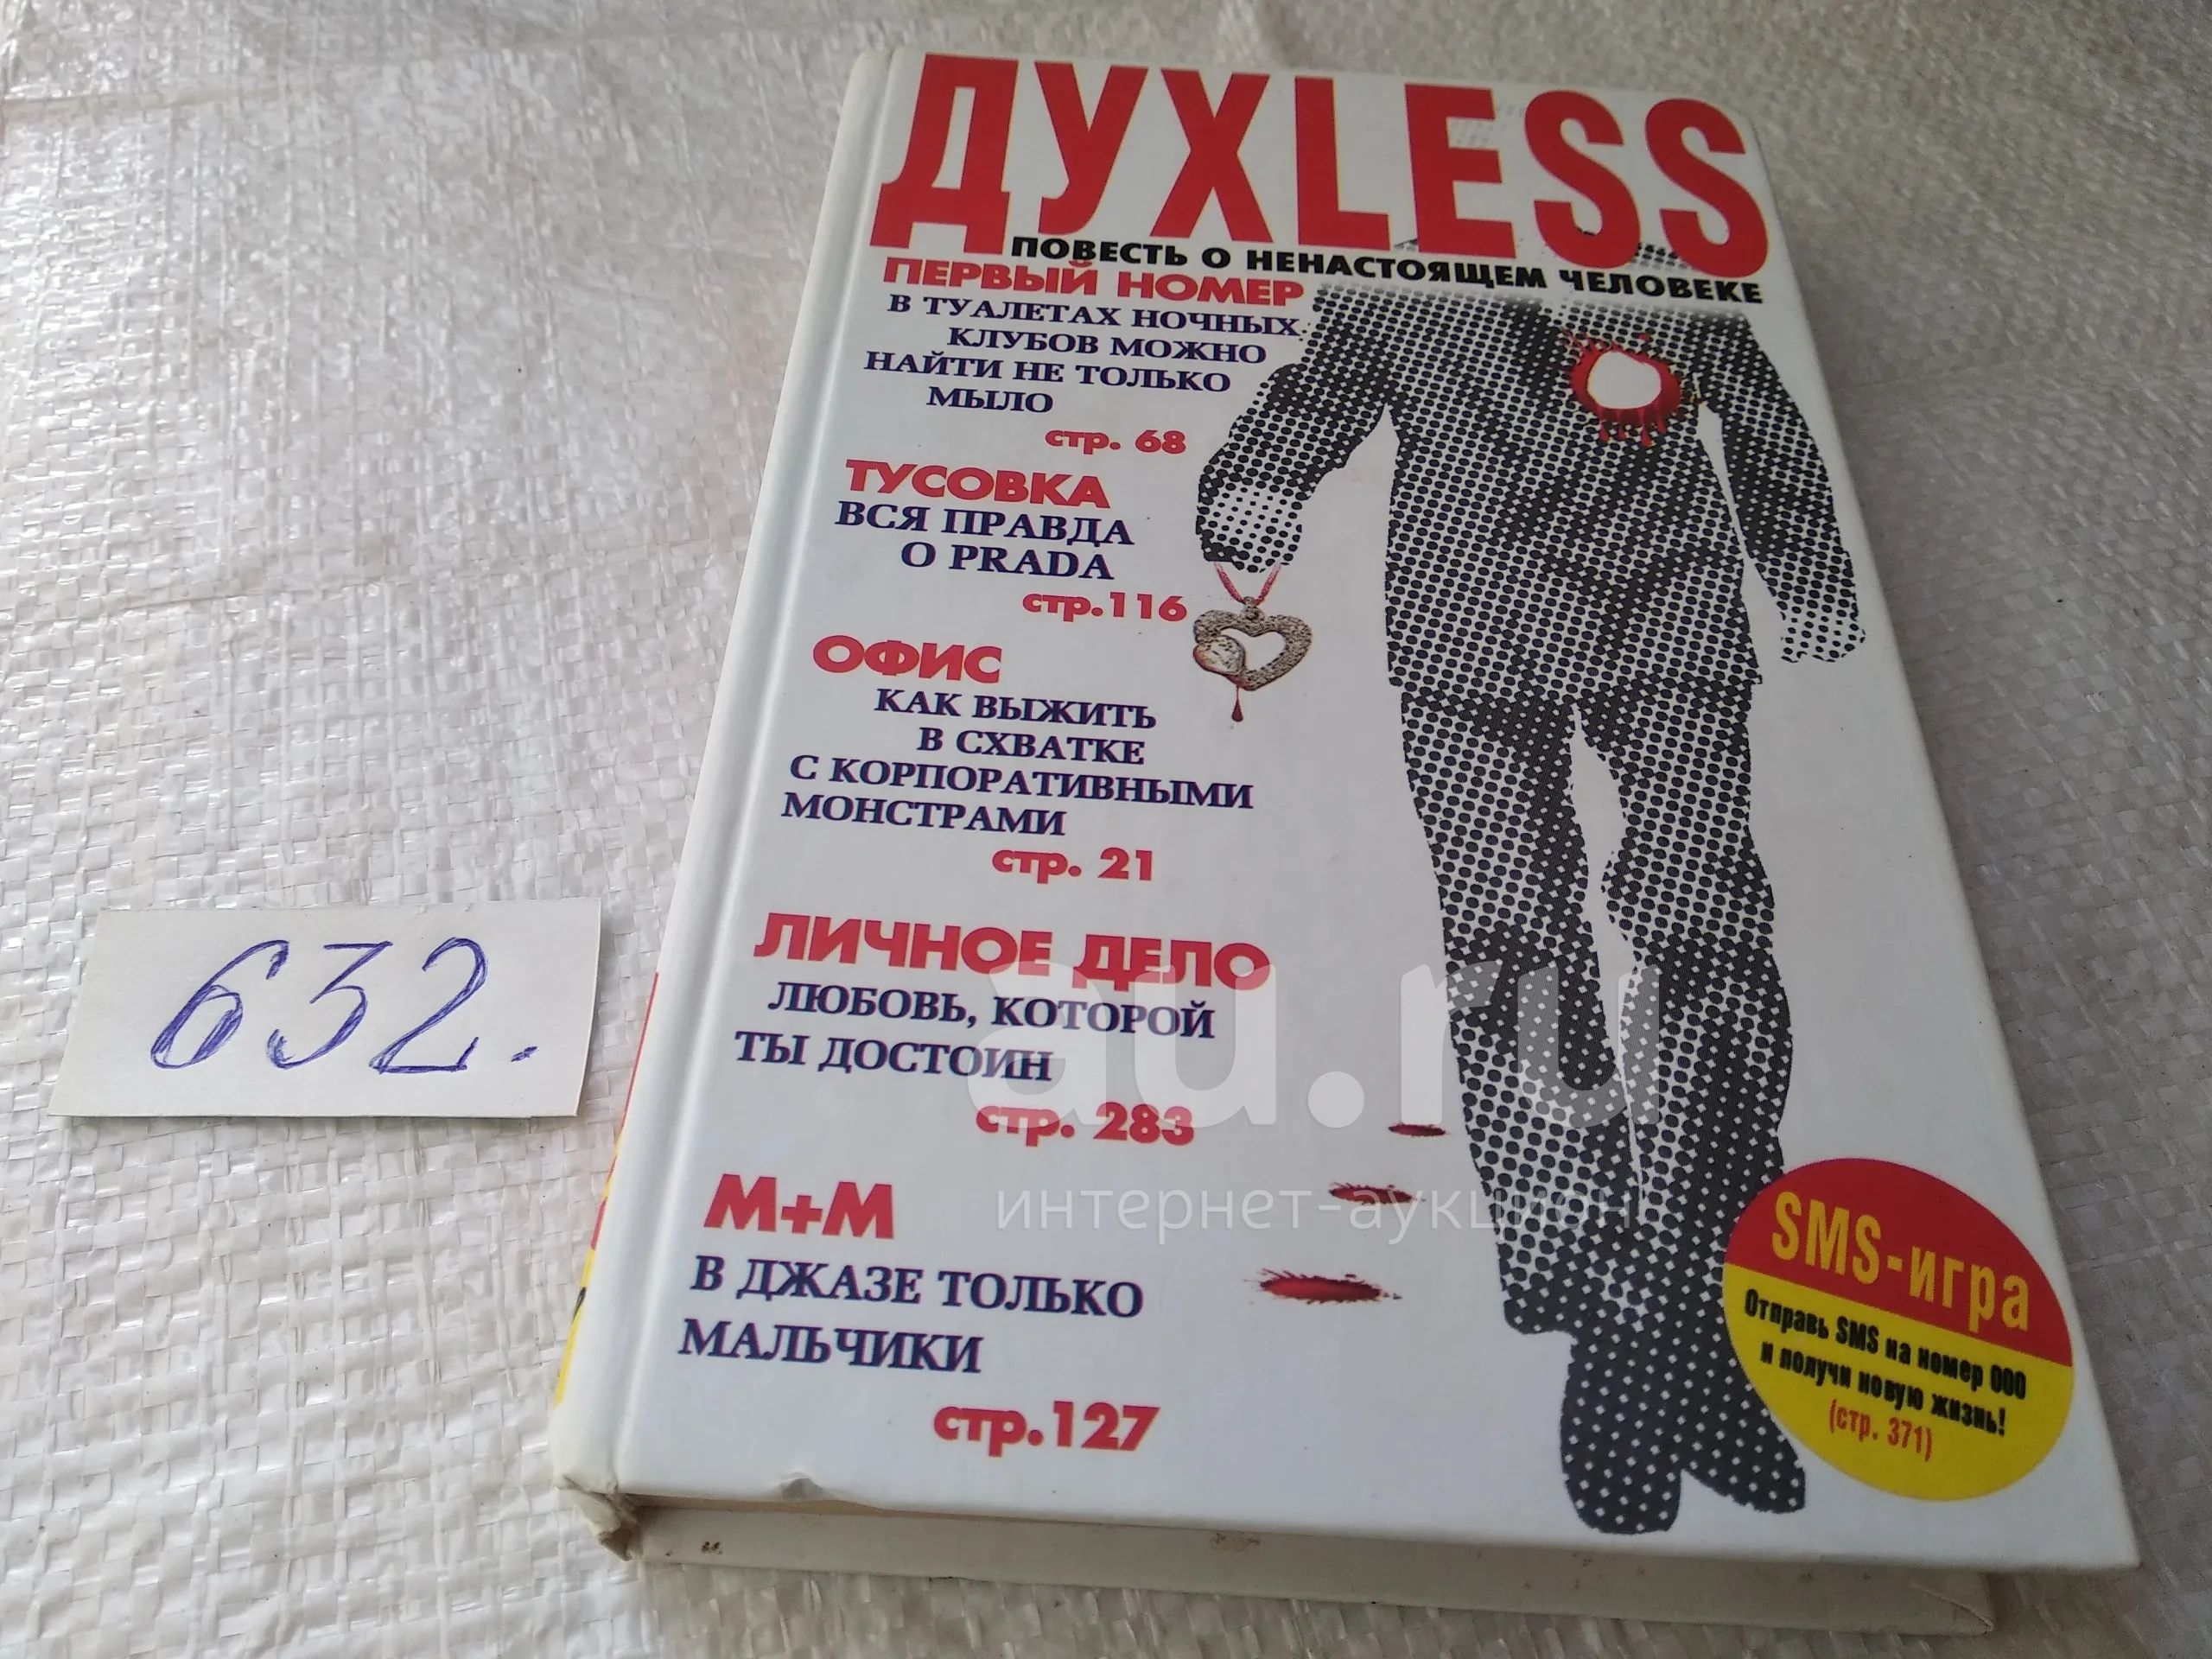 ДУХLESS
ПОВЕСТЬ О НЕНАСТОЯЩЕМ ЧЕЛОВЕКЕ
ПЕРВЫЙ НОМЕР
В ТУАЛЕТАХ НОЧНЫХ
КЛУБОВ МОЖНО
НАЙТИ НЕ ТОЛЬКО
МЫЛО
стр. 68
ТУСОВКА
ВСЯ ПРАВДА
О PRADA
стр.116
ОФИС
КАК ВЫЖИТЬ
В СХВАТКЕ
С КОРПОРАТИВНЫМИ
МОНСТРАМИ
стр. 21
ЛИЧНОЕ ДЕЛО
ЛЮБОВЬ, КОТОРОЙ
ТЫ ДОСТОИН
стр. 283
М+М
В ДЖАЗЕ ТОЛЬКО
МАЛЬЧИКИ
стр.127
SMS-игра
Отправь SMS на номер 000
и получи новую жизнь!
(стр. 371)
632.
au.ru
интернет-аукцион